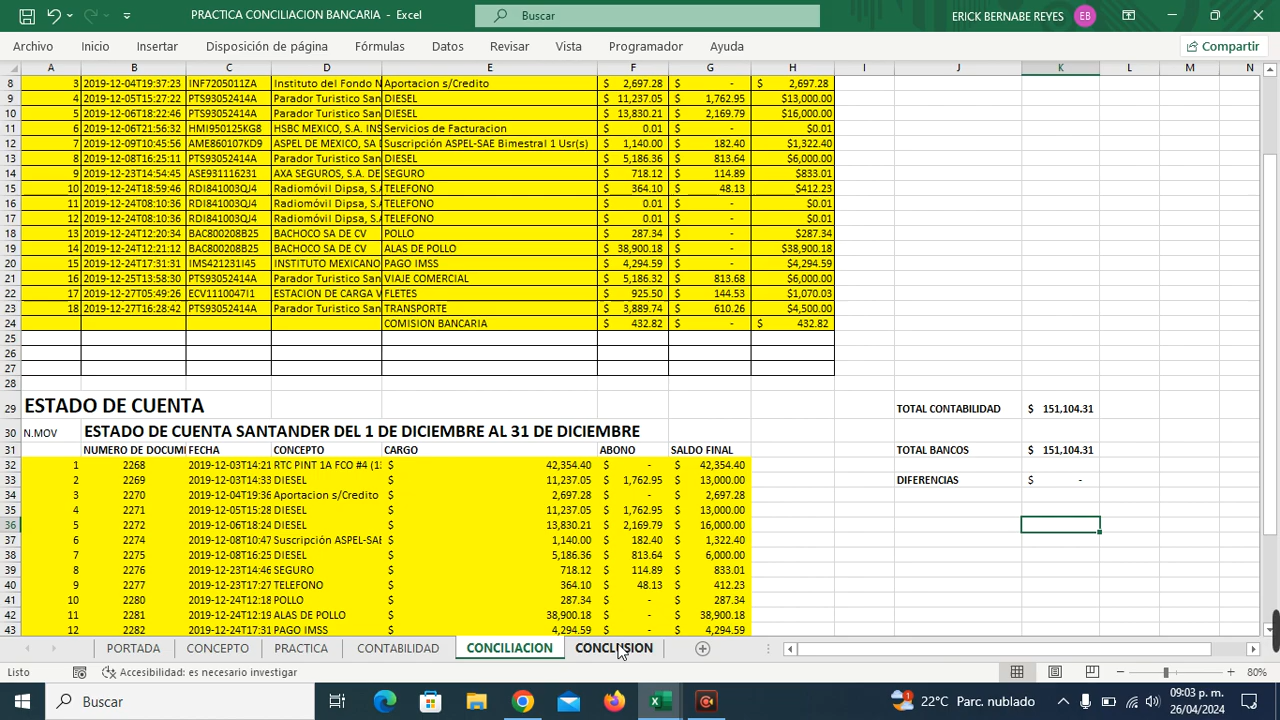 PRACTICA CONCILIACION BANCARIA - Excel
Buscar
ERICK BERNABE REYES EB
Archivo Inicio Insertar Disposición de página Fórmulas Datos Revisar Vista Programador Ayuda Compartir
A B C D E F G H I J K L M N
8 3 2019-12-04T19:37:23 INF7205011ZA Instituto del Fondo N Aportacion s/Credito $ 2,697.28 $ - $ 2,697.28
9 4 2019-12-05T15:27:22 PTS93052414A Parador Turistico San DIESEL $ 11,237.05 $ 1,762.95 $13,000.00
10 5 2019-12-06T18:22:46 PTS93052414A Parador Turistico San DIESEL $ 13,830.21 $ 2,169.79 $16,000.00
11 6 2019-12-06T21:56:32 HMI950125KG8 HSBC MEXICO, S.A. INS Servicios de Facturacion $ 0.01 $ - $0.01
12 7 2019-12-09T10:45:56 AME860107KD9 ASPEL DE MEXICO, SA D Suscripción ASPEL-SAE Bimestral 1 Usr(s) $ 1,140.00 $ 182.40 $1,322.40
13 8 2019-12-08T16:25:11 PTS93052414A Parador Turistico San DIESEL $ 5,186.36 $ 813.64 $6,000.00
14 9 2019-12-23T14:54:45 ASE931116231 AXA SEGUROS, S.A. DE SEGURO $ 718.12 $ 114.89 $833.01
15 10 2019-12-24T18:59:46 RDI841003QJ4 Radiomóvil Dipsa, S.A TELEFONO $ 364.10 $ 48.13 $412.23
16 11 2019-12-24T08:10:36 RDI841003QJ4 Radiomóvil Dipsa, S.A TELEFONO $ 0.01 $ - $0.01
17 12 2019-12-24T08:10:36 RDI841003QJ4 Radiomóvil Dipsa, S.A TELEFONO $ 0.01 $ - $0.01
18 13 2019-12-24T12:20:34 BAC800208B25 BACHOCO SA DE CV POLLO $ 287.34 $ - $287.34
19 14 2019-12-24T12:21:12 BAC800208B25 BACHOCO SA DE CV ALAS DE POLLO $ 38,900.18 $ - $38,900.18
20 15 2019-12-24T17:31:31 IMS421231I45 INSTITUTO MEXICANO PAGO IMSS $ 4,294.59 $ - $4,294.59
21 16 2019-12-25T13:58:30 PTS93052414A Parador Turistico San VIAJE COMERCIAL $ 5,186.32 $ 813.68 $6,000.00
22 17 2019-12-27T05:49:26 ECV1110047I1 ESTACION DE CARGA V FLETES $ 925.50 $ 144.53 $1,070.03
23 18 2019-12-27T16:28:42 PTS93052414A Parador Turistico San TRANSPORTE $ 3,889.74 $ 610.26 $4,500.00
24 COMISION BANCARIA $ 432.82 $ - $ 432.82
25
26
27
28
29 ESTADO DE CUENTA TOTAL CONTABILIDAD $ 151,104.31
30 N.MOV ESTADO DE CUENTA SANTANDER DEL 1 DE DICIEMBRE AL 31 DE DICIEMBRE
31 NUMERO DE DOCUMI FECHA CONCEPTO CARGO ABONO SALDO FINAL TOTAL BANCOS $ 151,104.31
32 1 2268 2019-12-03T14:21 RTC PINT 1A FCO #4 (1 $ 42,354.40 $ - $ 42,354.40
33 2 2269 2019-12-03T14:33 DIESEL $ 11,237.05 $ 1,762.95 $ 13,000.00 DIFERENCIAS $ -
34 3 2270 2019-12-04T19:36 Aportacion s/Credito $ 2,697.28 $ - $ 2,697.28
35 4 2271 2019-12-05T15:28 DIESEL $ 11,237.05 $ 1,762.95 $ 13,000.00
36 5 2272 2019-12-06T18:24 DIESEL $ 13,830.21 $ 2,169.79 $ 16,000.00
37 6 2274 2019-12-08T10:47 Suscripción ASPEL-SAE $ 1,140.00 $ 182.40 $ 1,322.40
38 7 2275 2019-12-08T16:25 DIESEL $ 5,186.36 $ 813.64 $ 6,000.00
39 8 2276 2019-12-23T14:46 SEGURO $ 718.12 $ 114.89 $ 833.01
40 9 2277 2019-12-23T17:27 TELEFONO $ 364.10 $ 48.13 $ 412.23
41 10 2280 2019-12-24T12:18 POLLO $ 287.34 $ - $ 287.34
42 11 2281 2019-12-24T12:19 ALAS DE POLLO $ 38,900.18 $ - $ 38,900.18
43 12 2282 2019-12-24T17:31 PAGO IMSS $ 4,294.59 $ - $ 4,294.59
PORTADA CONCEPTO PRACTICA CONTABILIDAD CONCILIACION CONCLUSION
Listo Accesibilidad: es necesario investigar 80%
Buscar 22°C Parc. nublado 09:03 p. m.
26/04/2024